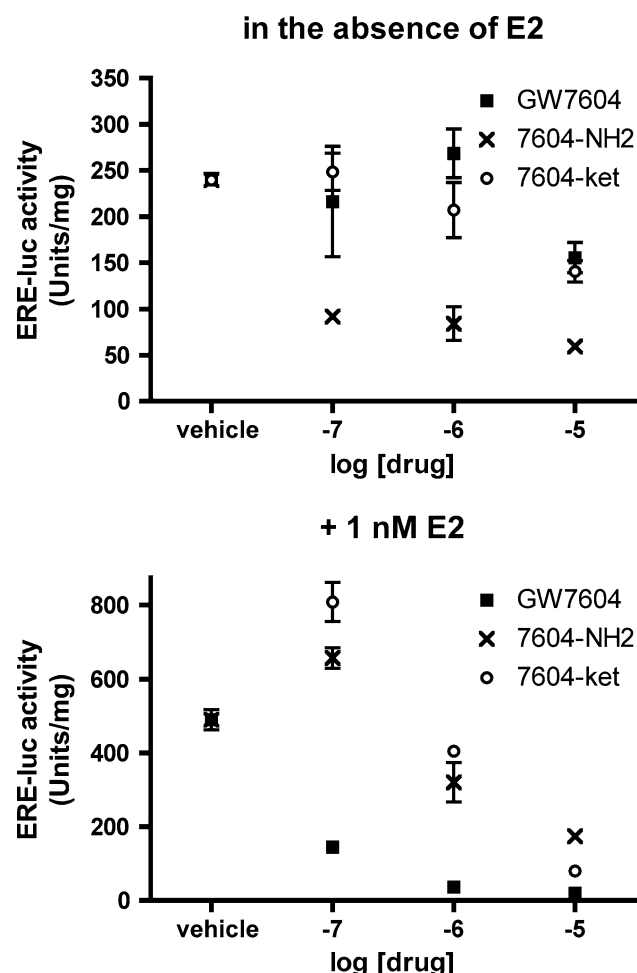 in the absence of E2
350
300
250
200
150
100
50
0
ERE-luc activity
(Units/mg)
GW7604
7604-NH2
7604-ket
vehicle -7 -6 -5
log [drug]
+ 1 nM E2
800
600
400
200
0
ERE-luc activity
(Units/mg)
GW7604
7604-NH2
7604-ket
vehicle -7 -6 -5
log [drug]